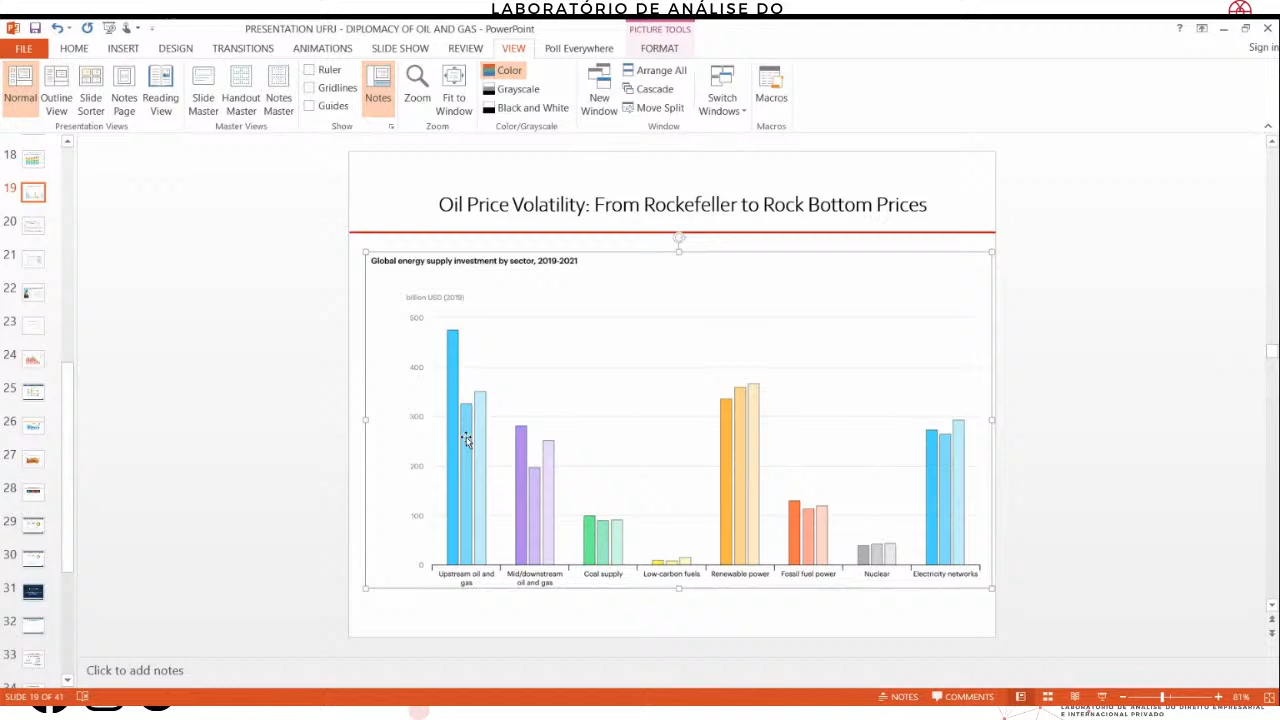 LABORATÓRIO DE ANÁLISE DO
PRESENTATION UFRJ - DIPLOMACY OF OIL AND GAS - PowerPoint
PICTURE TOOLS
?
FILE
HOME
INSERT
DESIGN
TRANSITIONS
ANIMATIONS
SLIDE SHOW
REVIEW
VIEW
Poll Everywhere
FORMAT
Sign in
Normal
Outline View
Slide Sorter
Notes Page
Reading View
Presentation Views
Slide Master
Handout Master
Notes Master
Master Views
Ruler
Gridlines
Guides
Show
Notes
Zoom
Fit to Window
Zoom
Color
Grayscale
Black and White
Color/Grayscale
New Window
Arrange All
Cascade
Move Split
Window
Switch Windows
Macros
Macros
18
19
20
21
22
23
24
25
26
27
28
29
30
31
32
33
Oil Price Volatility: From Rockefeller to Rock Bottom Prices
Global energy supply investment by sector, 2019-2021
billion USD (2019)
500
400
300
200
100
0
Upstream oil and gas
Mid/downstream oil and gas
Coal supply
Low-carbon fuels
Renewable power
Fossil fuel power
Nuclear
Electricity networks
Click to add notes
SLIDE 19 OF 41
NOTES
COMMENTS
81%
LABORATÓRIO DE ANÁLISE DO DIREITO EMPRESARIAL
E INTERNACIONAL PRIVADO